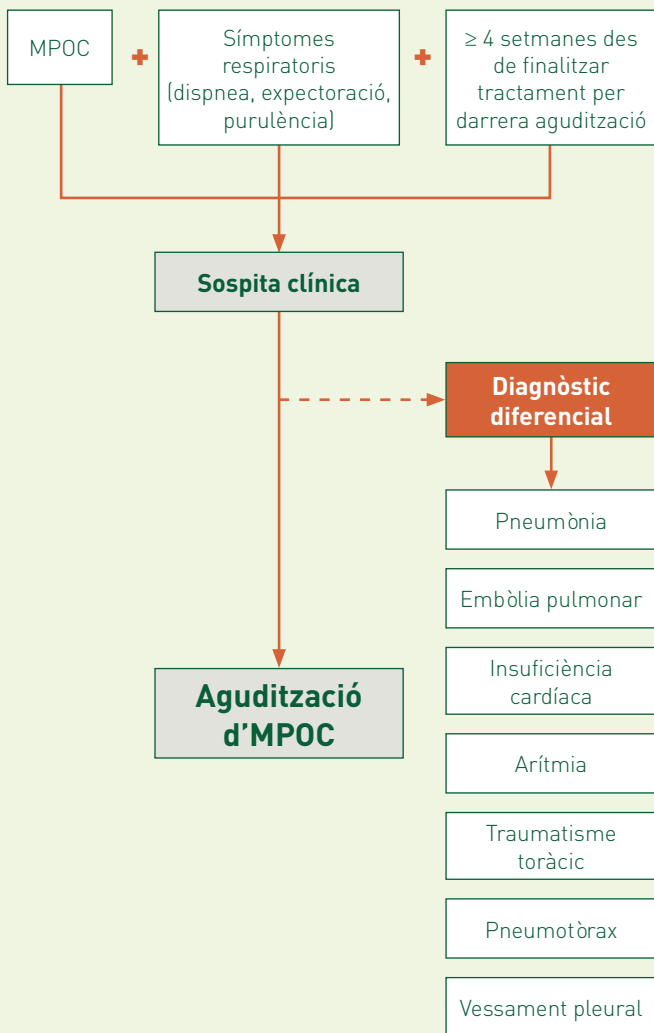 MPOC
+
Símptomes
respiratoris
(dispnea, expectoració,
purulència)
+
≥ 4 setmanes des
de finalitzar
tractament per
darrera agudització
Sospita clínica
Diagnòstic
diferencial
Pneumònia
Embòlia pulmonar
Insuficiència
cardíaca
Agudització
d’MPOC
Arítmia
Traumatisme
toràcic
Pneumotòrax
Vessament pleural